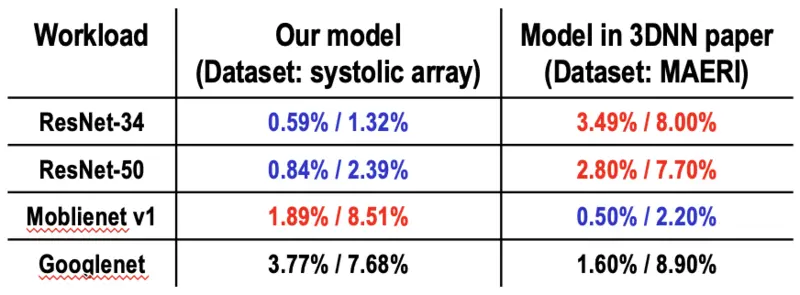 Workload Our model Model in 3DNN paper
(Dataset: systolic array) (Dataset: MAERI)
ResNet-34 0.59% / 1.32% 3.49% / 8.00%
ResNet-50 0.84% / 2.39% 2.80% / 7.70%
Moblienet v1 1.89% / 8.51% 0.50% / 2.20%
Googlenet 3.77% / 7.68% 1.60% / 8.90%